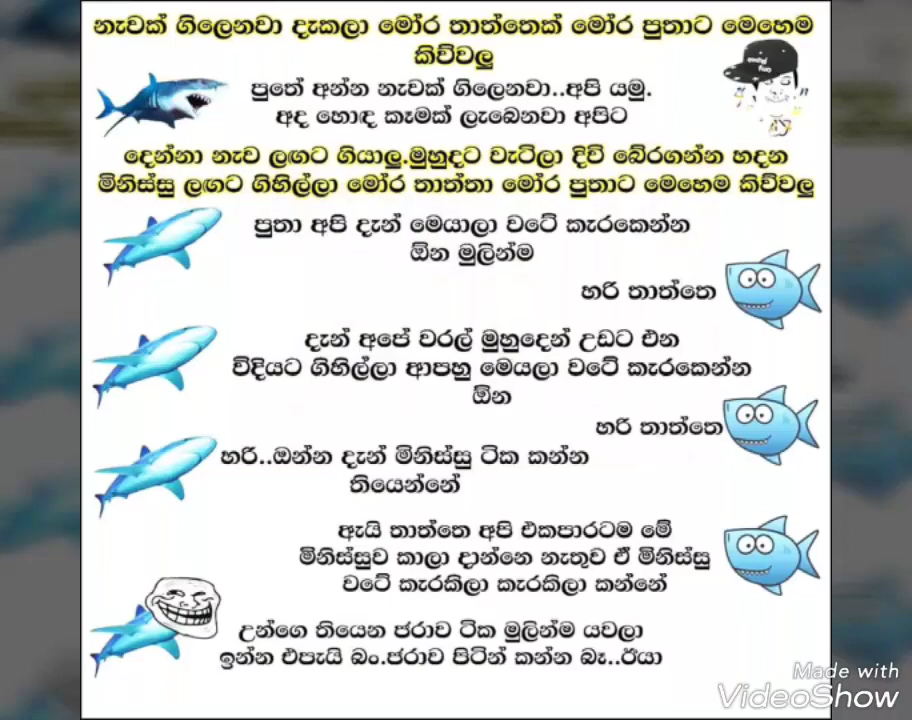 නැවක් ගිලෙනවා දැකලා මෝර තාත්තෙක් මෝර පුතාට මෙහෙම
කිව්වලු
පුතේ අන්න නැවක් ගිලෙනවා..අපි යමු.
අද හොඳ කෑමක් ලැබෙනවා අපිට
දෙන්නා නැව ලඟට ගියාලු.මුහුදට වැටිලා දිවි බේරගන්න හදන
මිනිස්සු ලඟට ගිහිල්ලා මෝර තාත්තා මෝර පුතාට මෙහෙම කිව්වලු
පුතා අපි දැන් මෙයාලා වටේ කැරකෙන්න
ඕන මුලින්ම
හරි තාත්තෙ
දැන් අපේ වරල් මුහුදෙන් උඩට එන
විදියට ගිහිල්ලා ආපහු මෙයලා වටේ කැරකෙන්න
ඕන
හරි තාත්තෙ
හරි..ඔන්න දැන් මිනිස්සු ටික කන්න
තියෙන්නේ
ඇයි තාත්තෙ අපි එකපාරටම මේ
මිනිස්සුව කාලා දාන්නෙ නැතුව ඒ මිනිස්සු
වටේ කැරකිලා කැරකිලා කන්නේ
උන්ගෙ තියෙන ජරාව ටික මුලින්ම යවලා
ඉන්න එපැයි බං.ජරාව පිටින් කන්න බෑ..ඊයා
Made with
VideoShow